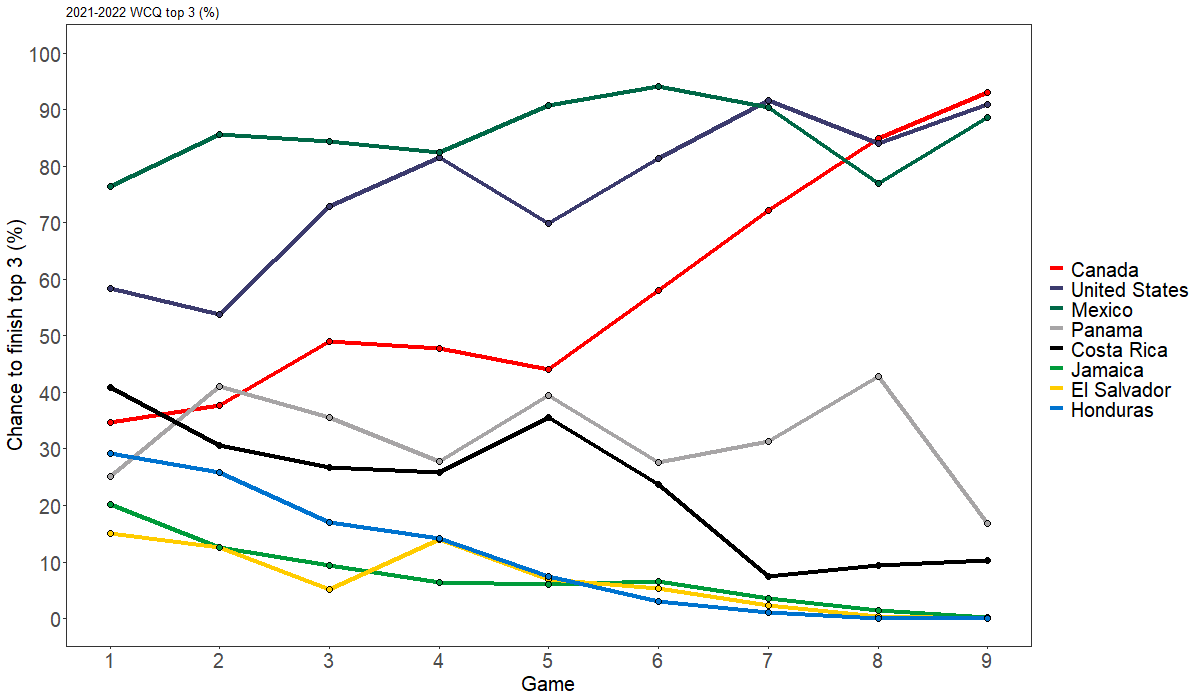 2021-2022 WCQ top 3 (%)
Chance to finish top 3 (%)
100
90
80
70
60
50
40
30
20
10
0
1 2 3 4 5 6 7 8 9
Game
Canada
United States
Mexico
Panama
Costa Rica
Jamaica
El Salvador
Honduras